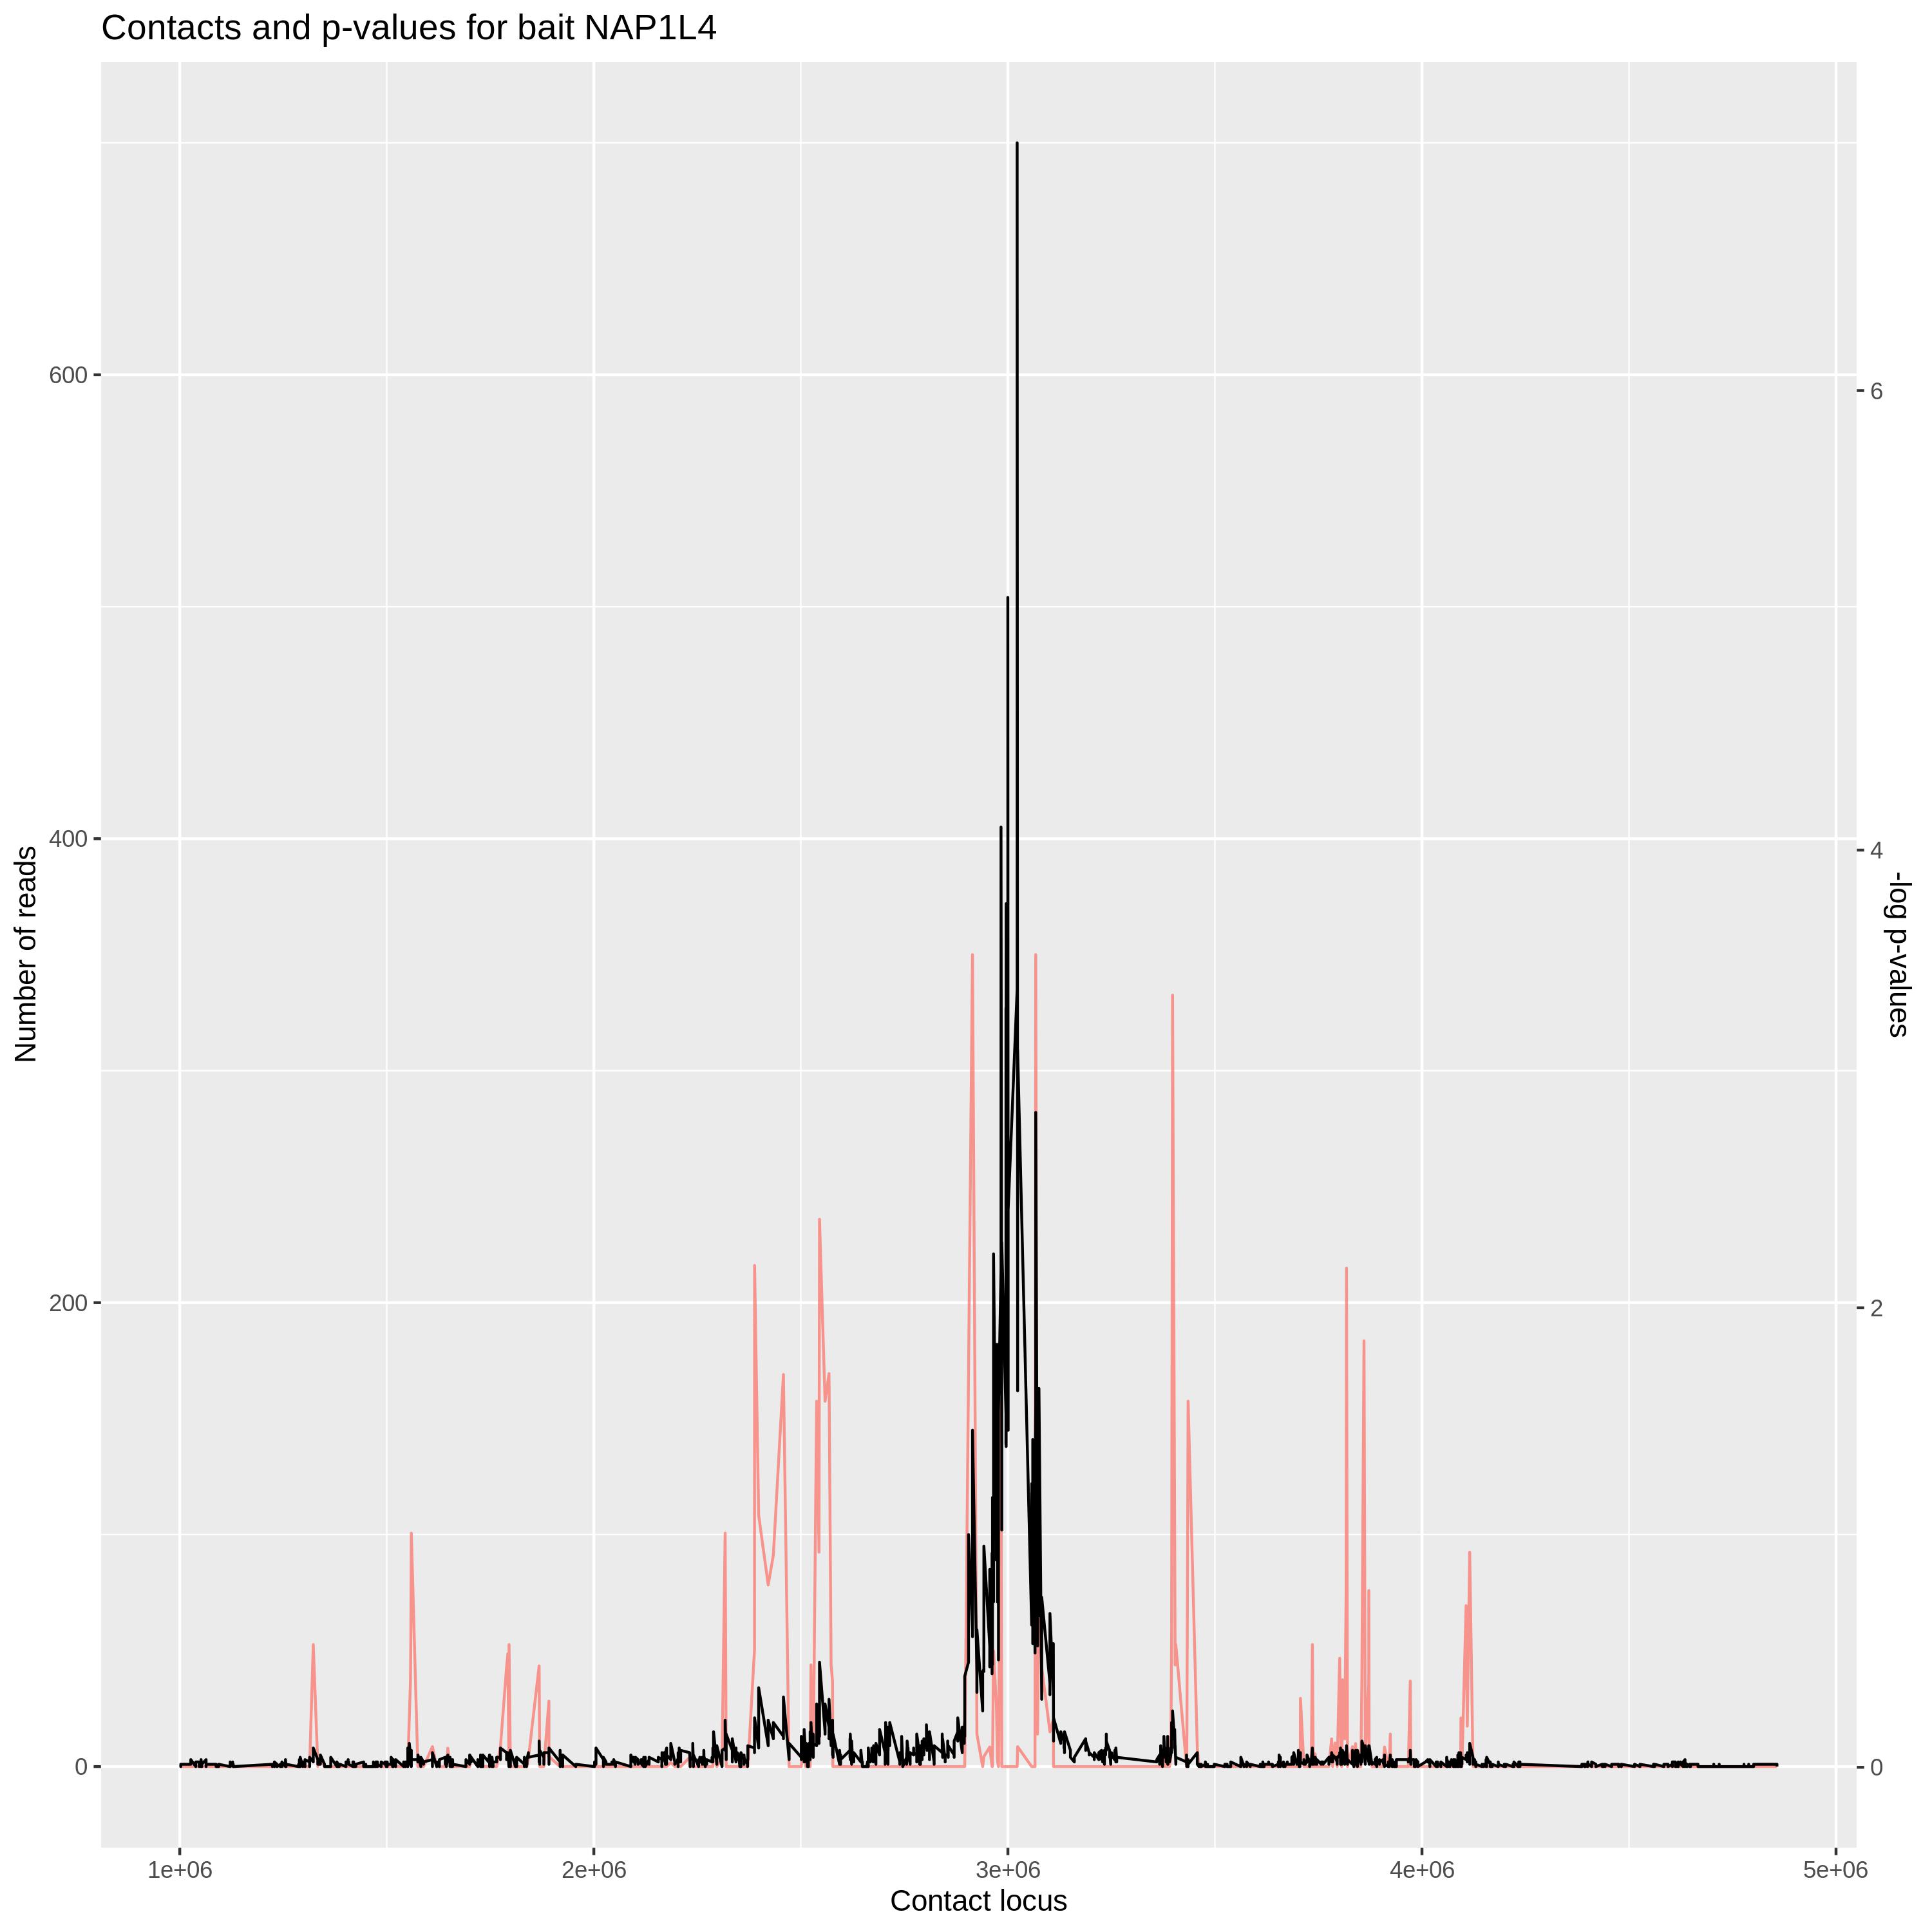 Contacts and p-values for bait NAP1L4
Number of reads
600
400
200
0
6
4
2
0
-log p-values
1e+06
2e+06
3e+06
4e+06
5e+06
Contact locus